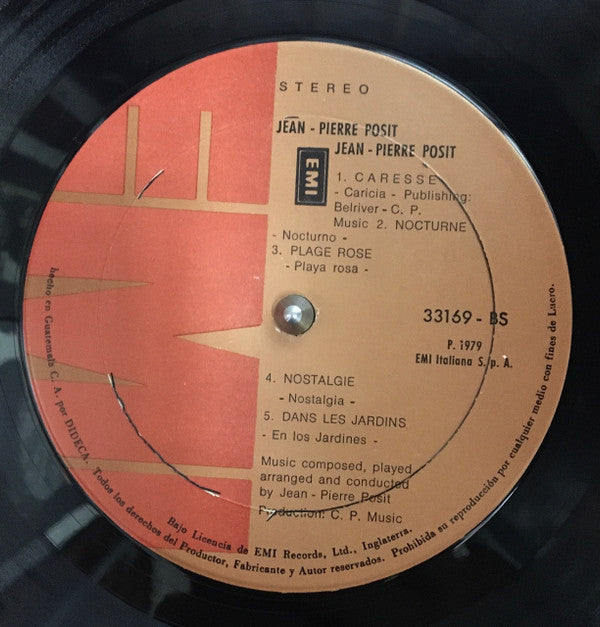 STEREO
JEAN - PIERRE POSIT
JEAN - PIERRE POSIT
EMI
1. CARESSE
- Caricia - Publishing:
Belriver - C. P.
Music 2. NOCTURNE
- Nocturno -
3. PLAGE ROSE
- Playa rosa -
33169 - BS
P. 1979
EMI Italiana S. p. A.
4. NOSTALGIE
- Nostalgia -
5. DANS LES JARDINS
- En los Jardines -
Music composed, played
arranged and conducted
by Jean - Pierre Posit
Production: C. P. Music
hecho en Guatemala C. A. por DIDECA. Todos los derechos del Productor, Fabricante y Autor reservados. Prohibida su reproducción por cualquier medio con fines de Lucro.
Bajo Licencia de EMI Records, Ltd., Inglaterra.